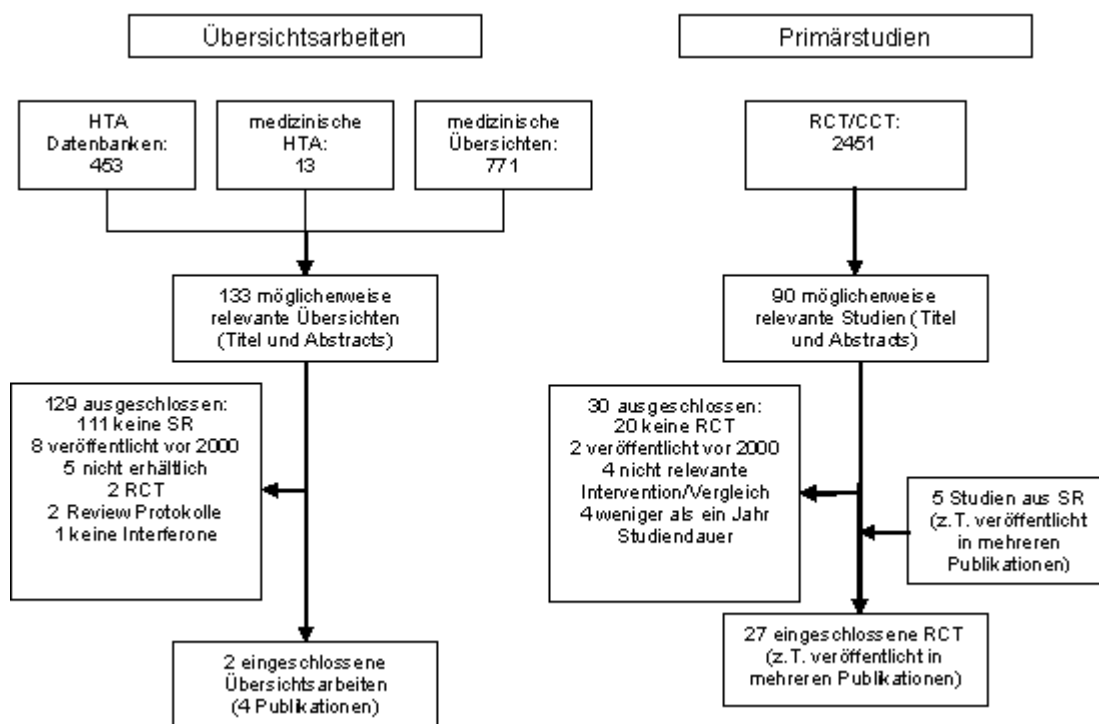 Übersichtsarbeiten
Primärstudien
HTA
Datenbanken:
453
medizinische
HTA:
13
medizinische
Übersichten:
771
RCT/CCT:
2451
133 möglicherweise
relevante Übersichten
(Titel und Abstracts)
90 möglicherweise
relevante Studien (Titel
und Abstracts)
129 ausgeschlossen:
111 keine SR
8 veröffentlicht vor 2000
5 nicht erhältlich
2 RCT
2 Review Protokolle
1 keine Interferone
30 ausgeschlossen:
20 keine RCT
2 veröffentlicht vor 2000
4 nicht relevante
Intervention/Vergleich
4 weniger als ein Jahr
Studiendauer
5 Studien aus SR
(z.T. veröffentlicht
in mehreren
Publikationen)
2 eingeschlossene
Übersichtsarbeiten
(4 Publikationen)
27 eingeschlossene RCT
(z.T. veröffentlicht in
mehreren Publikationen)